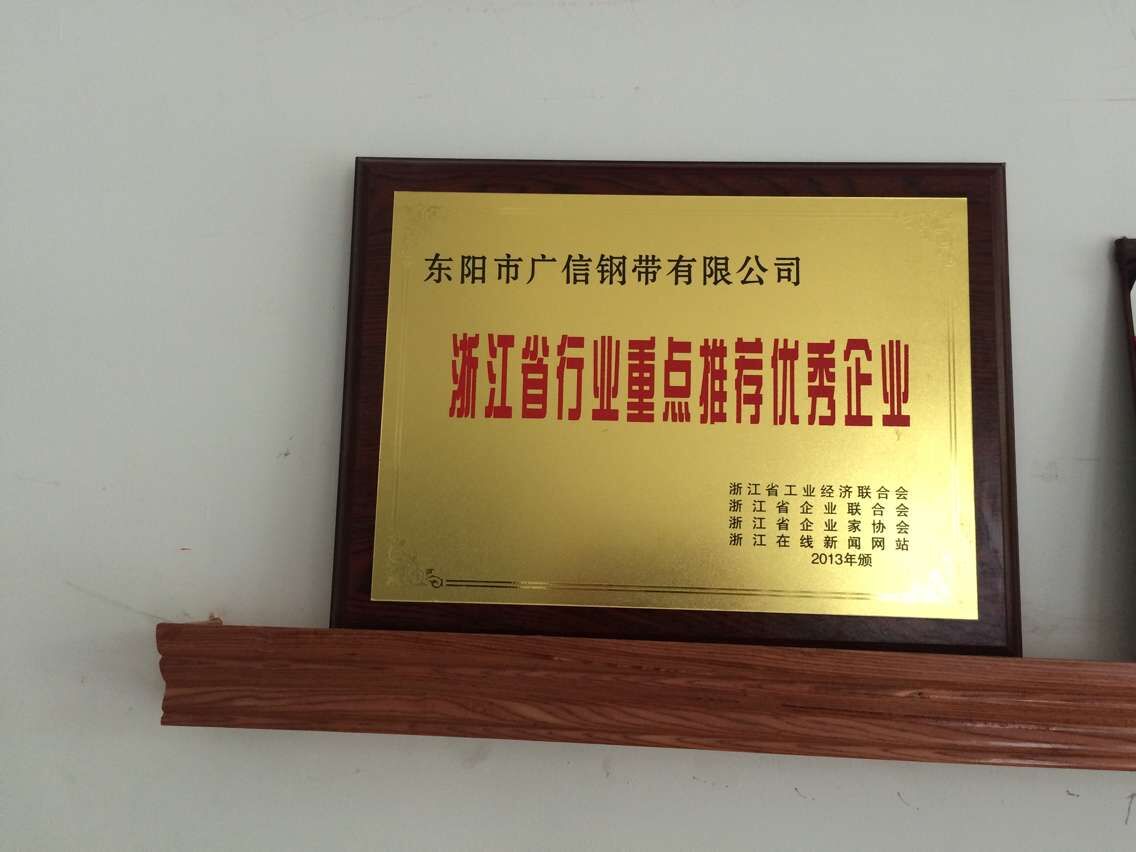 东阳市广信钢带有限公司
浙江省行业重点推荐优秀企业
浙江省工业经济联合会
浙江省企业联合会
浙江省企业家协会
浙江在线新闻网站
2013年颁